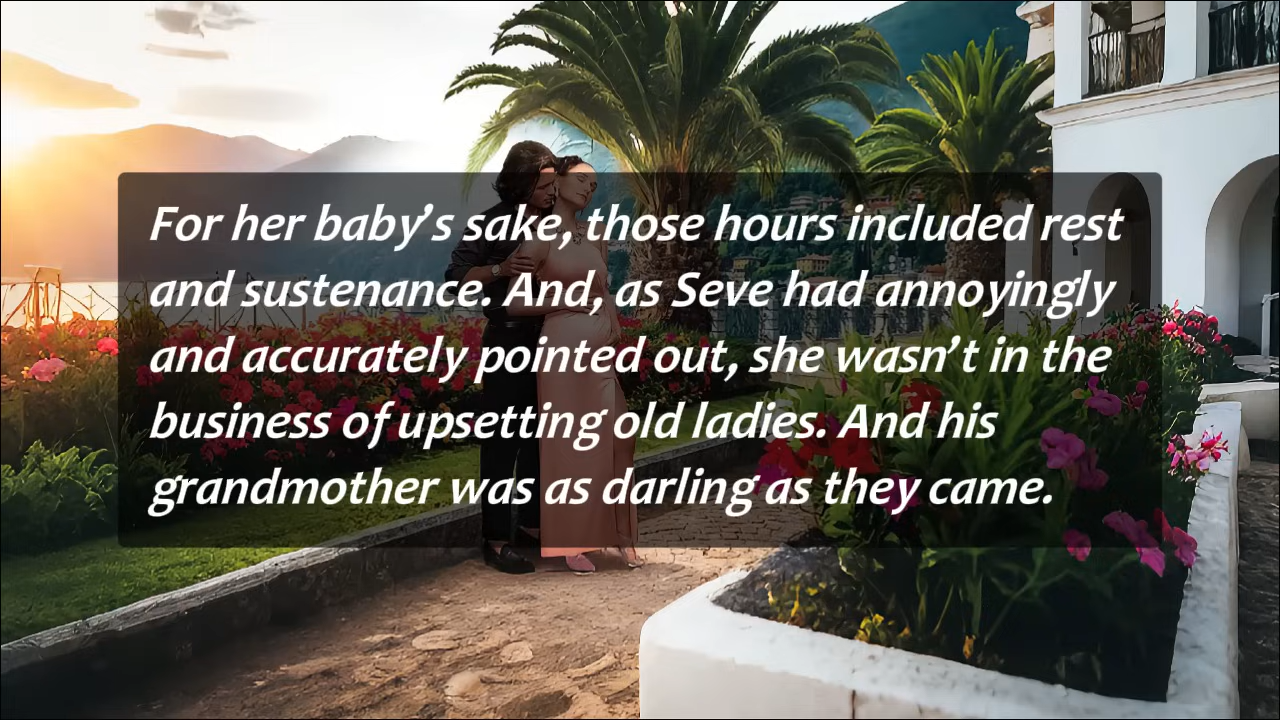 For her baby’s sake, those hours included rest
and sustenance. And, as Seve had annoyingly
and accurately pointed out, she wasn’t in the
business of upsetting old ladies. And his
grandmother was as darling as they came.